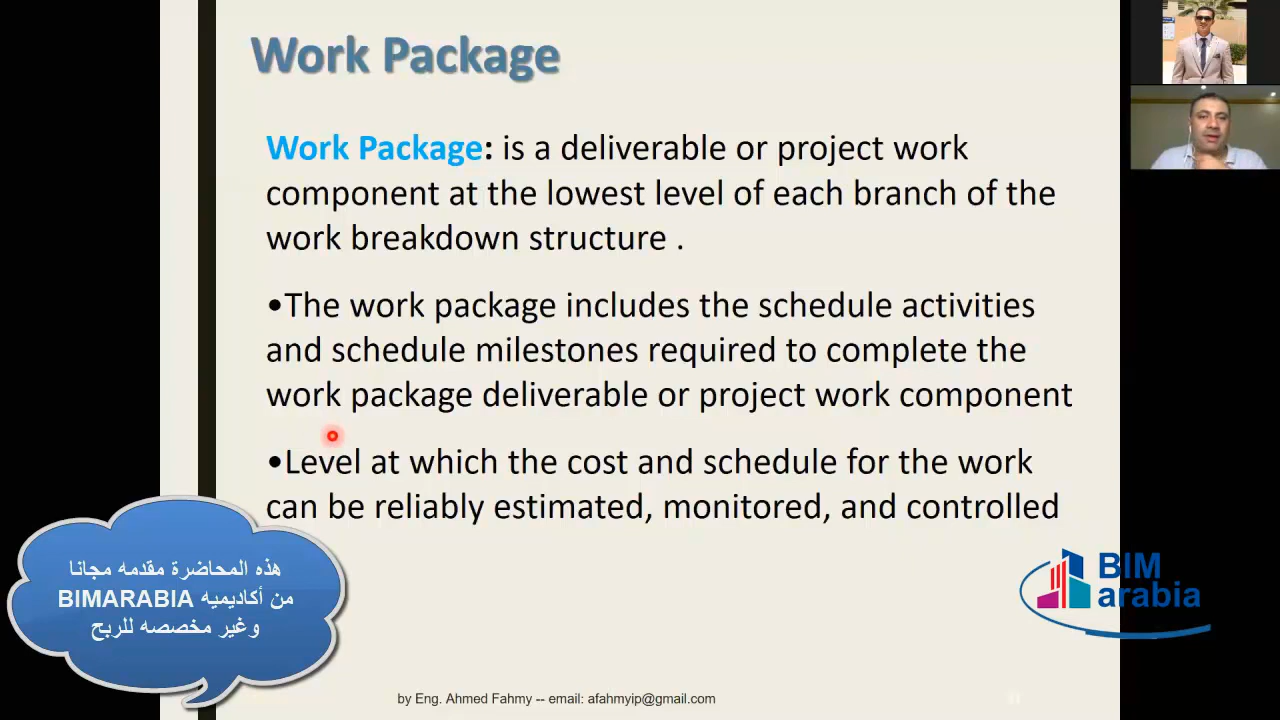 Work Package
Work Package: is a deliverable or project work
component at the lowest level of each branch of the
work breakdown structure .
•The work package includes the schedule activities
and schedule milestones required to complete the
work package deliverable or project work component
•Level at which the cost and schedule for the work
can be reliably estimated, monitored, and controlled
هذه المحاضرة مقدمه مجانا
من أكاديميه BIMARABIA
وغير مخصصه للربح
BIM
arabia
by Eng. Ahmed Fahmy -- email: afahmyip@gmail.com